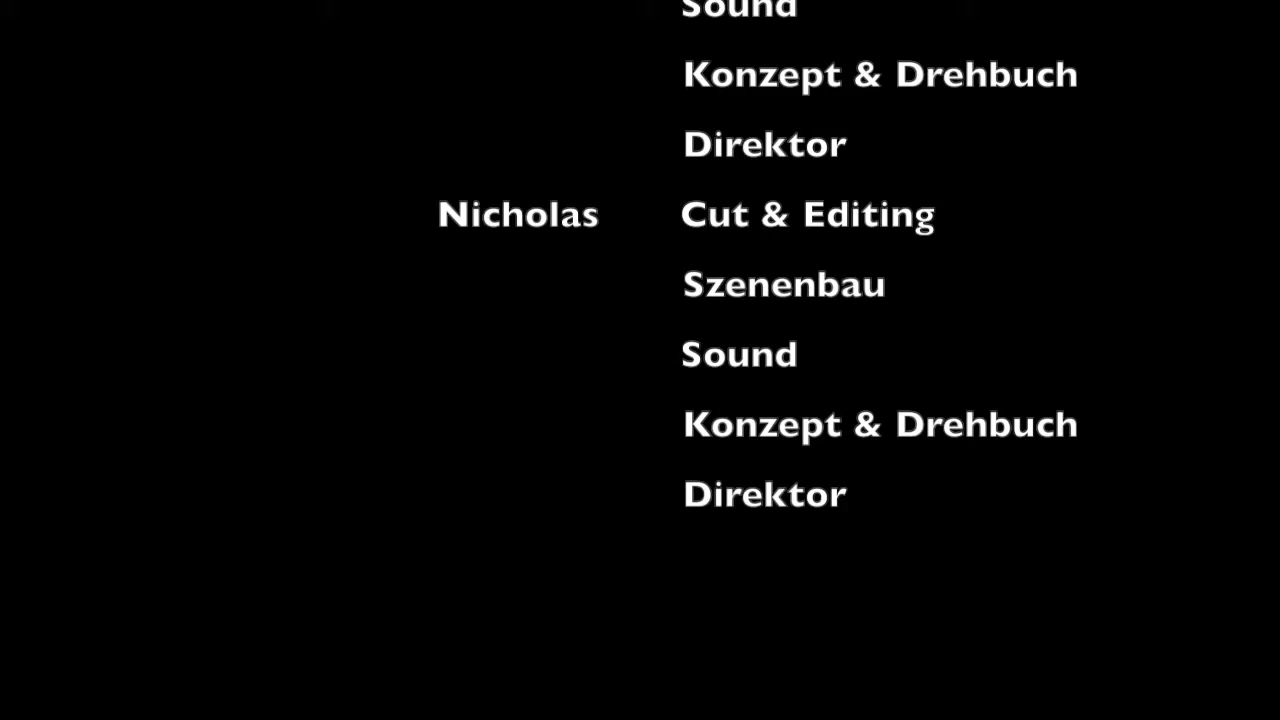 Sound
Konzept & Drehbuch
Direktor
Nicholas Cut & Editing
Szenenbau
Sound
Konzept & Drehbuch
Direktor